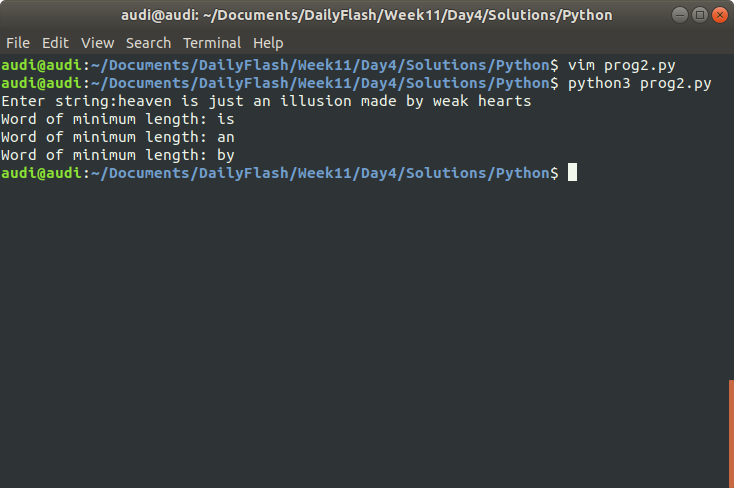 audi@audi: ~/Documents/DailyFlash/Week11/Day4/Solutions/Python
File Edit View Search Terminal Help
audi@audi:~/Documents/DailyFlash/Week11/Day4/Solutions/Python$ vim prog2.py
audi@audi:~/Documents/DailyFlash/Week11/Day4/Solutions/Python$ python3 prog2.py
Enter string:heaven is just an illusion made by weak hearts
Word of minimum length: is
Word of minimum length: an
Word of minimum length: by
audi@audi:~/Documents/DailyFlash/Week11/Day4/Solutions/Python$